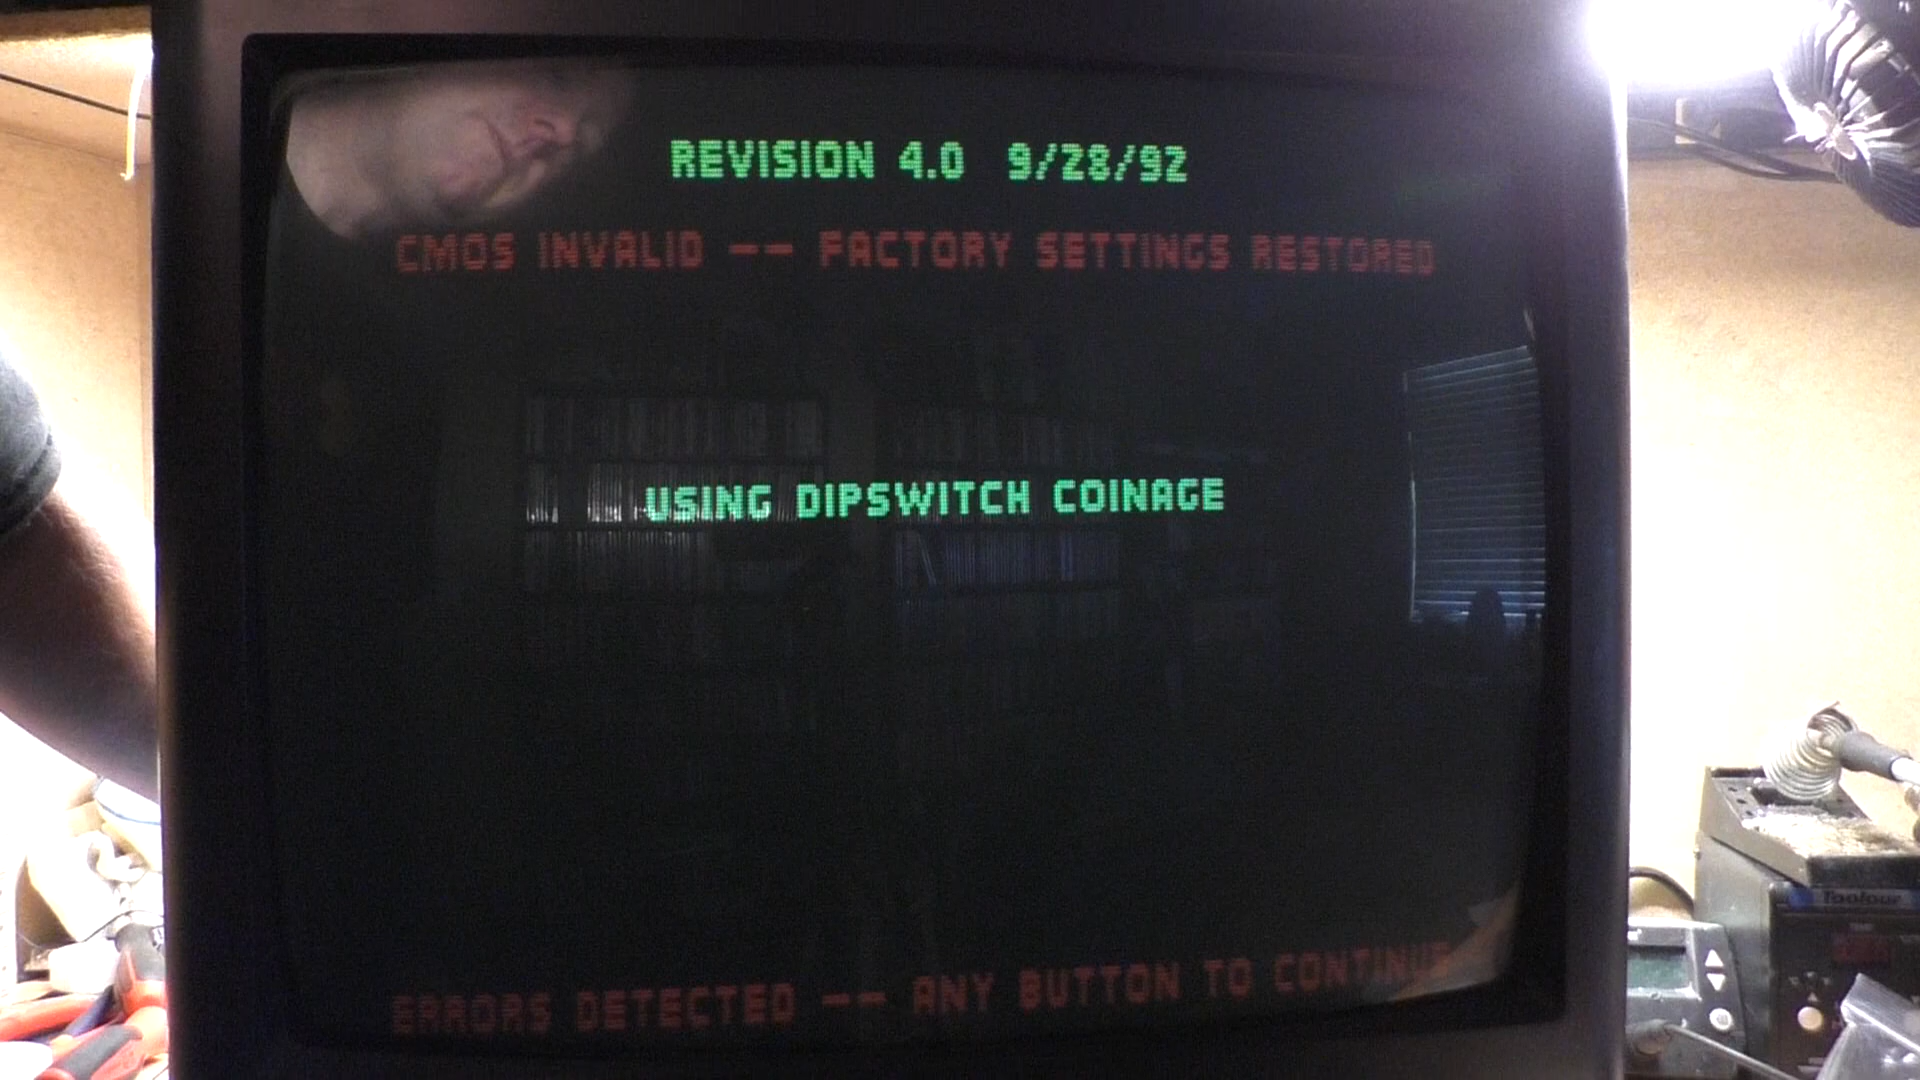 REVISION 4.0 9/28/92
CMOS INVALID -- FACTORY SETTINGS RESTORED
USING DIPSWITCH COINAGE
ERRORS DETECTED -- ANY BUTTON TO CONTINUE